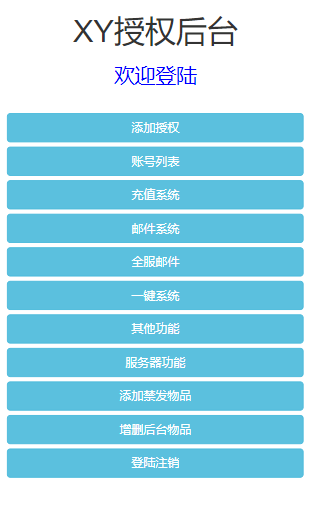 XY授权后台
欢迎登陆
添加授权
账号列表
充值系统
邮件系统
全服邮件
一键系统
其他功能
服务器功能
添加禁发物品
增删后台物品
登陆注销